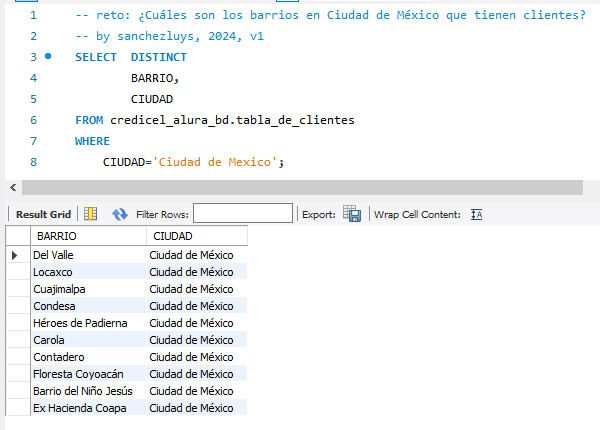 1 -- reto: ¿Cuáles son los barrios en Ciudad de México que tienen clientes?
2 -- by sanchezluys, 2024, v1
3 SELECT DISTINCT
4 BARRIO,
5 CIUDAD
6 FROM credicel_alura_bd.tabla_de_clientes
7 WHERE
8 CIUDAD='Ciudad de Mexico';
Result Grid Filter Rows: Export: Wrap Cell Content: IA
BARRIO CIUDAD
Del Valle Ciudad de México
Locaxco Ciudad de México
Cuajimalpa Ciudad de México
Condesa Ciudad de México
Héroes de Padierna Ciudad de México
Carola Ciudad de México
Contadero Ciudad de México
Floresta Coyoacán Ciudad de México
Barrio del Niño Jesús Ciudad de México
Ex Hacienda Coapa Ciudad de México